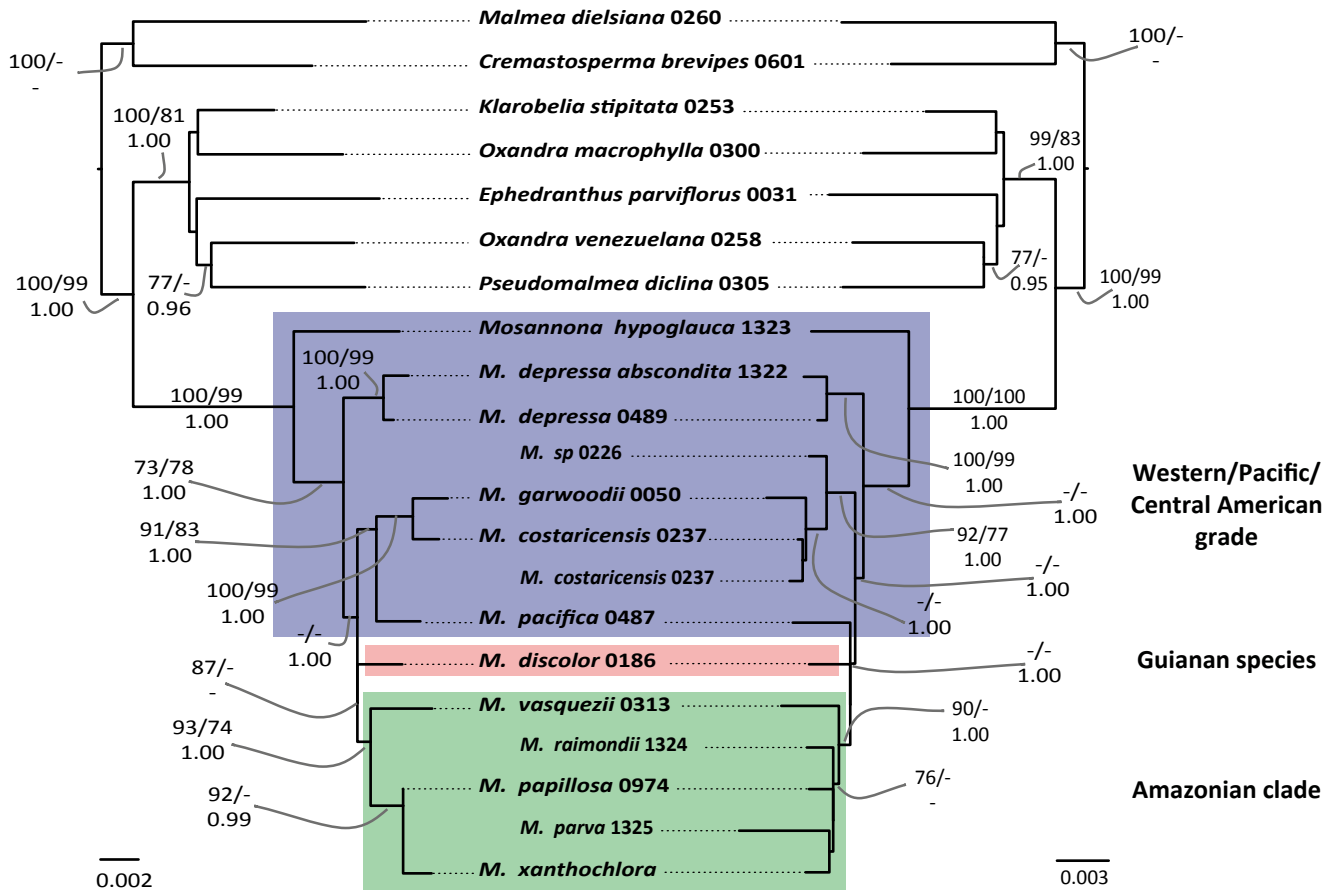 Malmea dielsiana 0260
100/-
-
100/-
-
Cremastosperma brevipes 0601
Klarobelia stipitata 0253
100/81
1.00
99/83
1.00
Oxandra macrophylla 0300
Ephedranthus parviflorus 0031
Oxandra venezuelana 0258
100/99
1.00
77/-
0.96
Pseudomalmea diclina 0305
77/-
0.95
100/99
1.00
Mosannona hypoglauca 1323
100/99
1.00
M. depressa abscondita 1322
100/99
1.00
100/100
1.00
M. depressa 0489
M. sp 0226
73/78
1.00
100/99
1.00
Western/Pacific/
Central American
grade
M. garwoodii 0050
-/-
1.00
91/83
1.00
M. costaricensis 0237
92/77
1.00
100/99
1.00
M. costaricensis 0237
-/-
1.00
-/-
1.00
M. pacifica 0487
-/-
1.00
87/-
-
M. discolor 0186
-/-
1.00
Guianan species
M. vasquezii 0313
93/74
1.00
90/-
1.00
M. raimondii 1324
M. papillosa 0974
76/-
-
Amazonian clade
92/-
0.99
M. parva 1325
M. xanthochlora
0.002
0.003